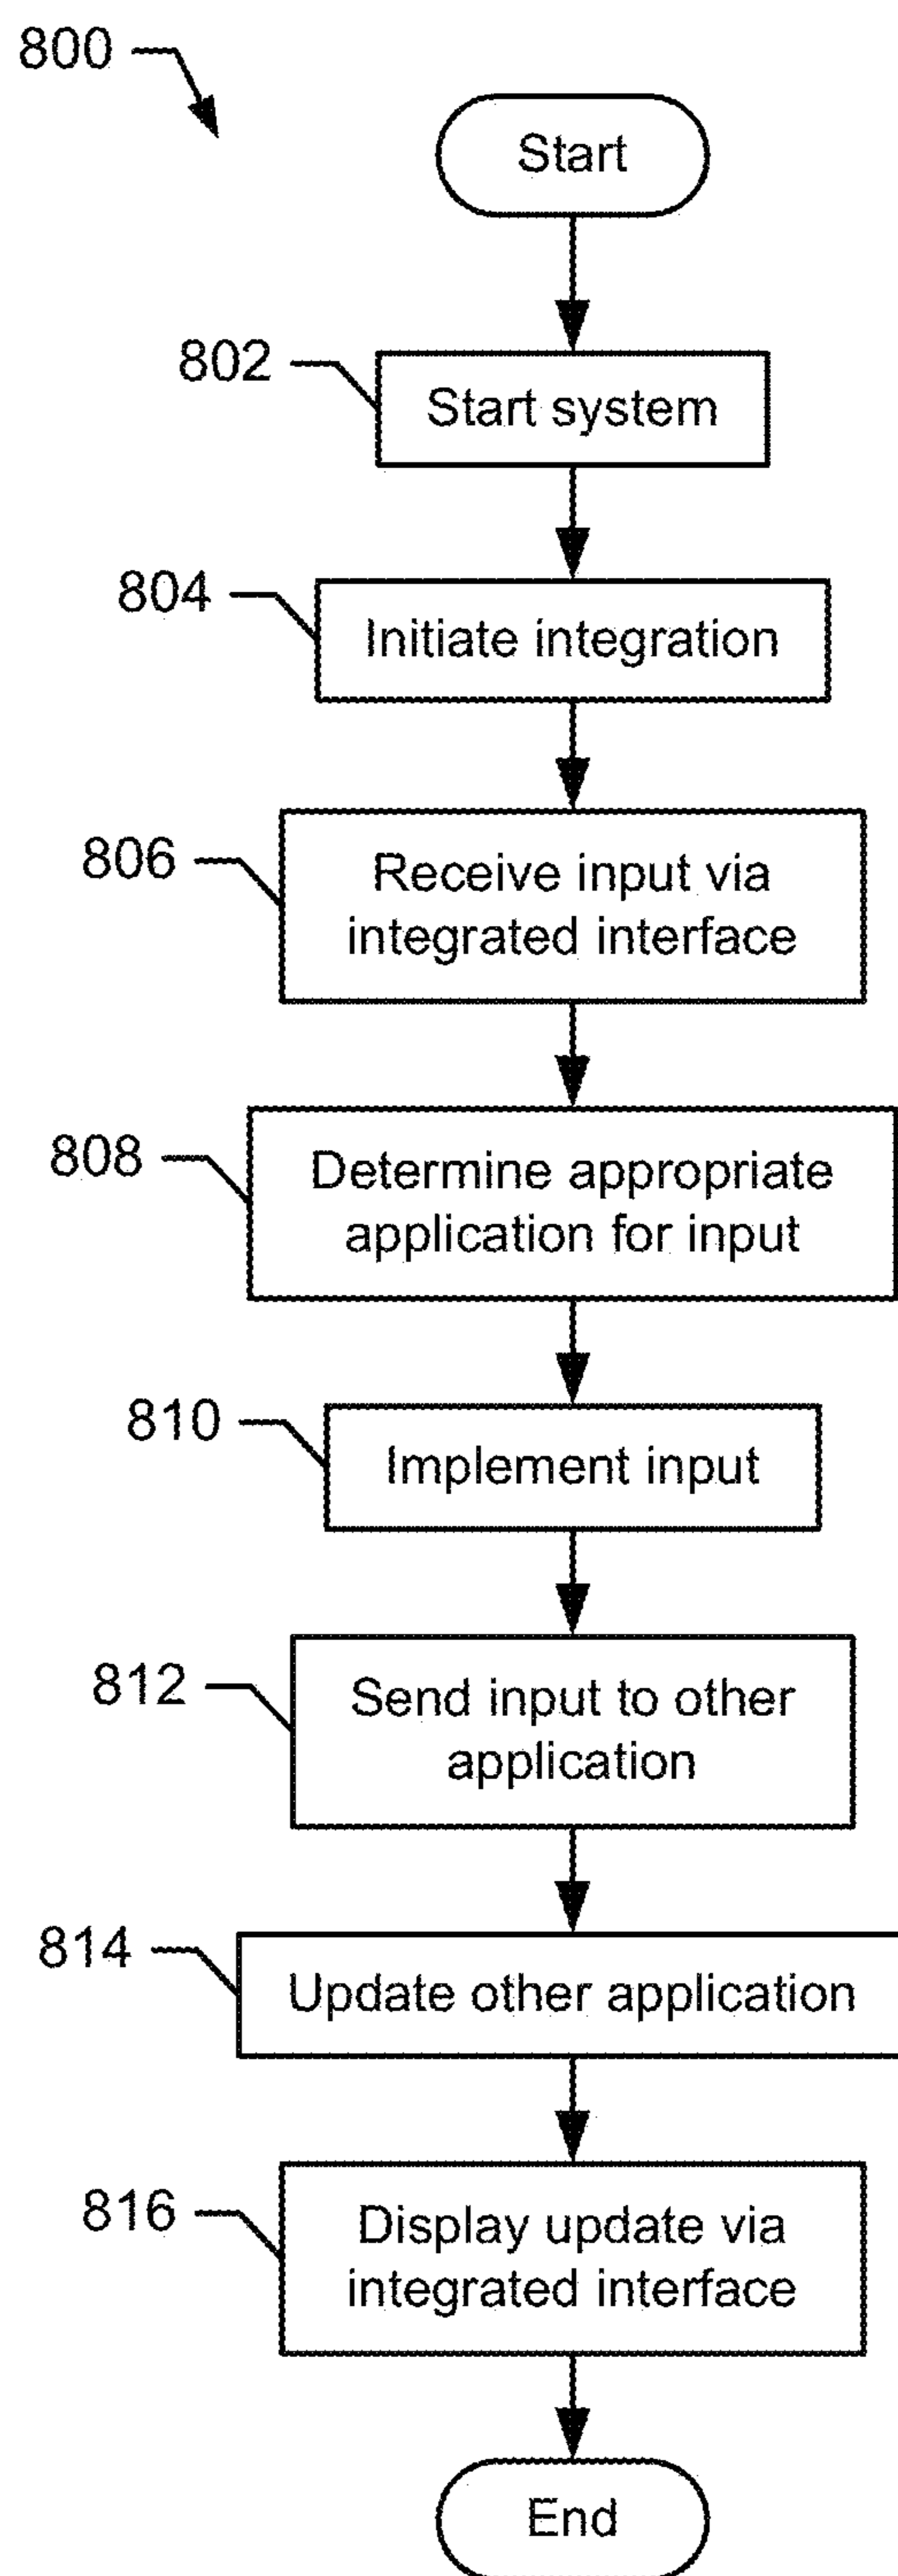 800
Start
802
Start system
804
Initiate integration
806
Receive input via
integrated interface
808
Determine appropriate
application for input
810
Implement input
812
Send input to other
application
814
Update other application
816
Display update via
integrated interface
End